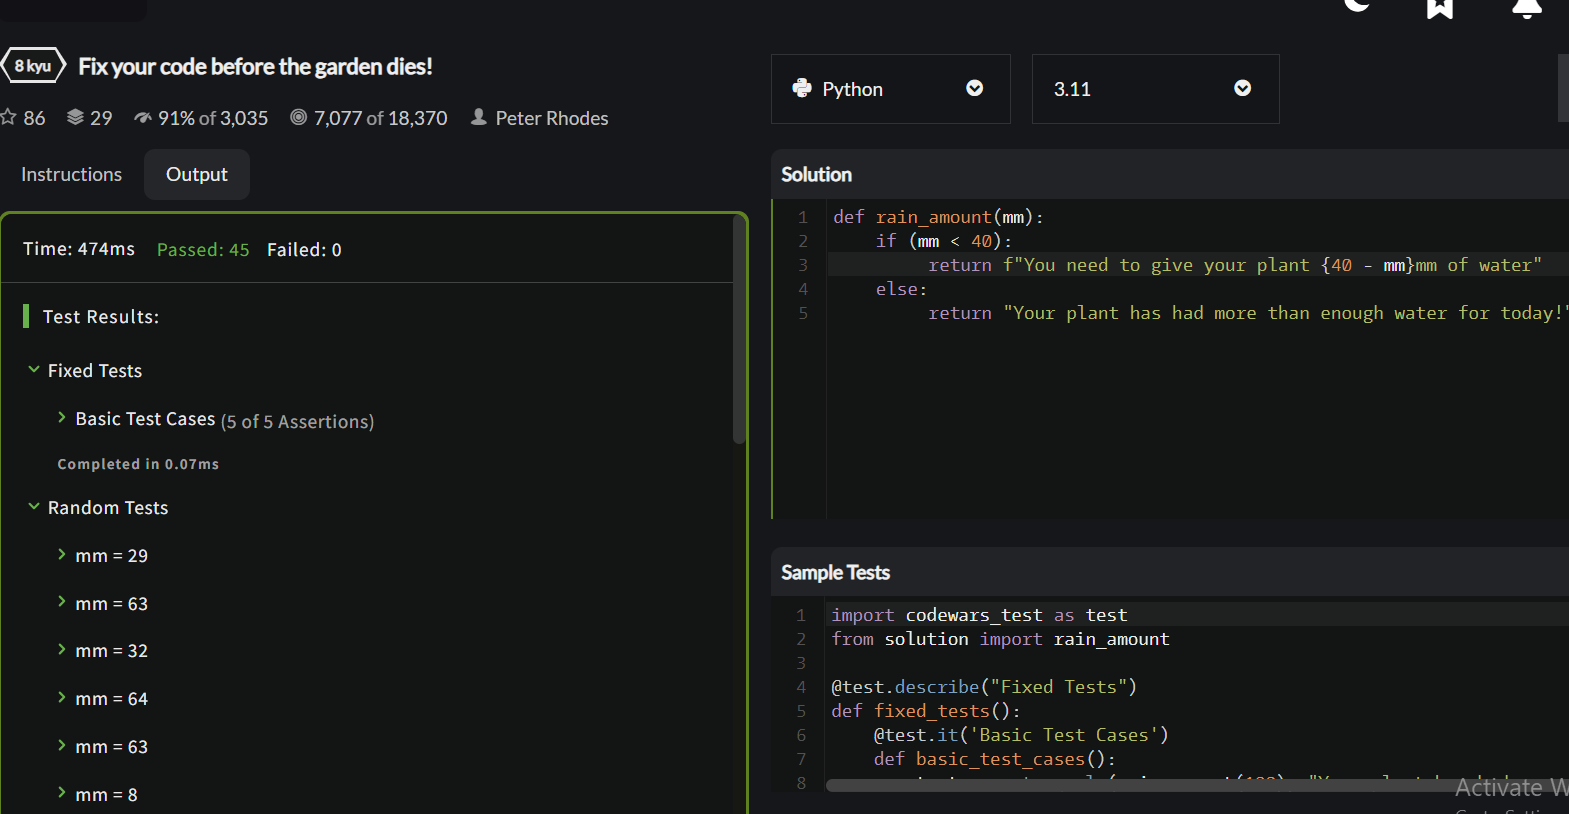 8 kyu Fix your code before the garden dies!
86 29 91% of 3,035 7,077 of 18,370 Peter Rhodes
Instructions Output
Time: 474ms Passed: 45 Failed: 0
Test Results:
Fixed Tests
Basic Test Cases (5 of 5 Assertions)
Completed in 0.07ms
Random Tests
mm = 29
mm = 63
mm = 32
mm = 64
mm = 63
mm = 8
Python 3.11
Solution
1 def rain_amount(mm):
2 if (mm < 40):
3 return f"You need to give your plant {40 - mm}mm of water"
4 else:
5 return "Your plant has had more than enough water for today!"
Sample Tests
1 import codewars_test as test
2 from solution import rain_amount
3
4 @test.describe("Fixed Tests")
5 def fixed_tests():
6 @test.it('Basic Test Cases')
7 def basic_test_cases():
8
Activate W